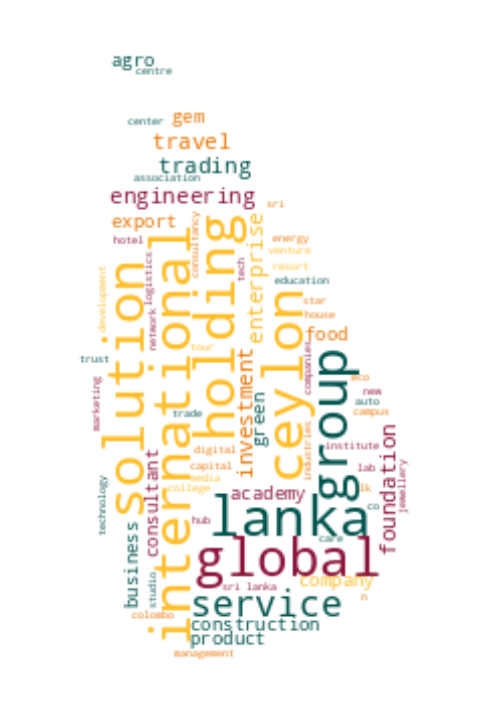 agro
centre
center
gem
travel
trading
association
engineering
sri
export
hotel
consultancy
holding
enterprise
energy
venture
resort
international
logistics
network
tech
solution
development
education
ceylon
star
house
food
tour
companies
group
trust
investment
eco
new
auto
campus
marketing
trade
green
industries
institute
foundation
digital
capital
media
college
consultant
lab
jewellery
technology
academy
lk
co
lanka
hub
care
global
business
studio
sri lanka
company
n
service
colombo
construction
product
management